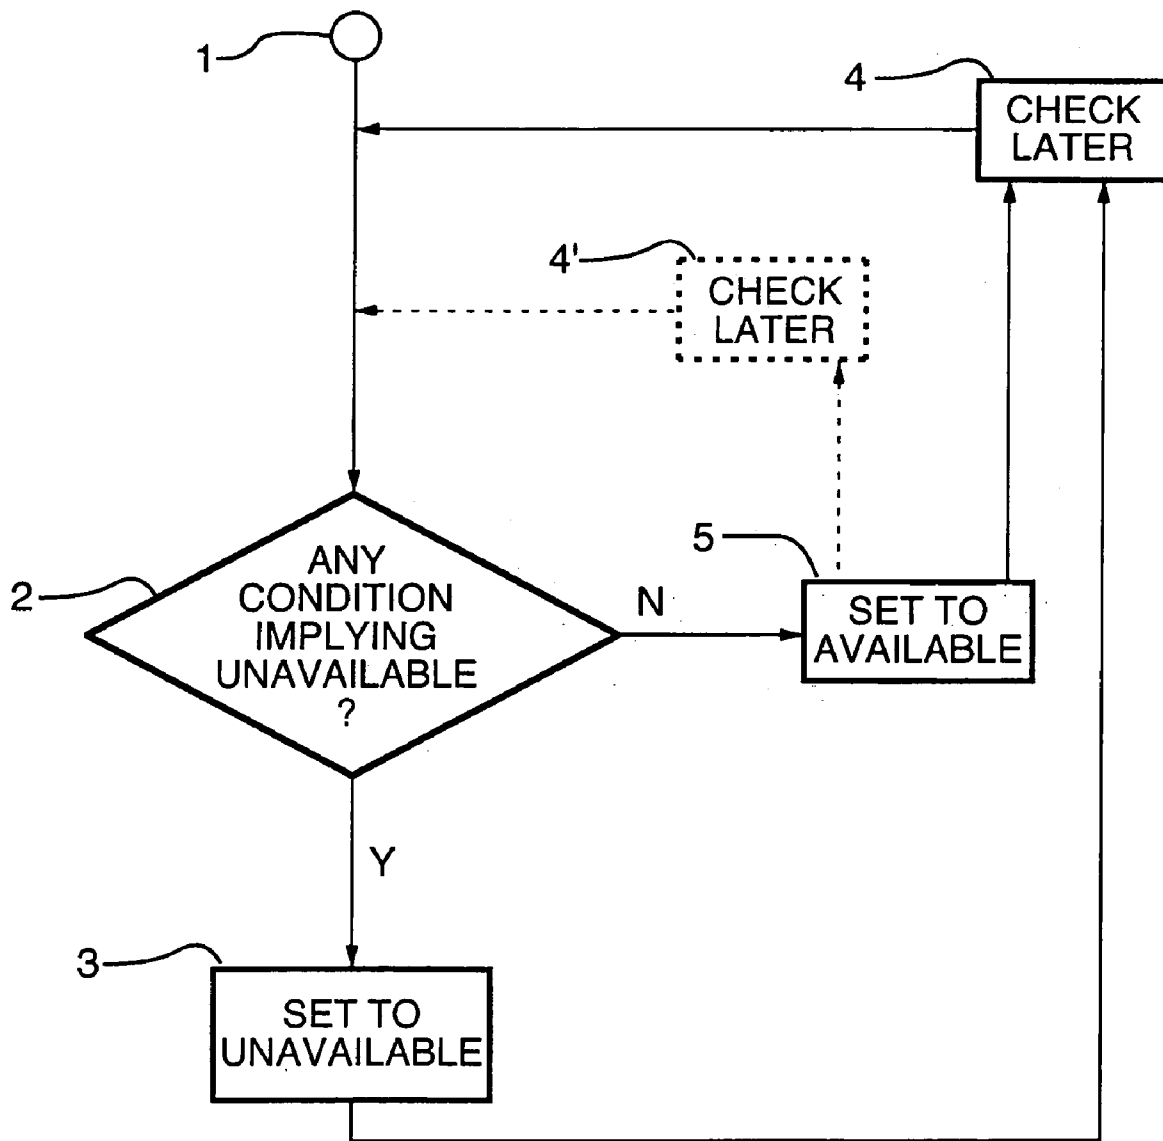 1
4
CHECK
LATER
4'
CHECK
LATER
5
2
ANY
CONDITION
IMPLYING
UNAVAILABLE
?
N
SET TO
AVAILABLE
Y
3
SET TO
UNAVAILABLE